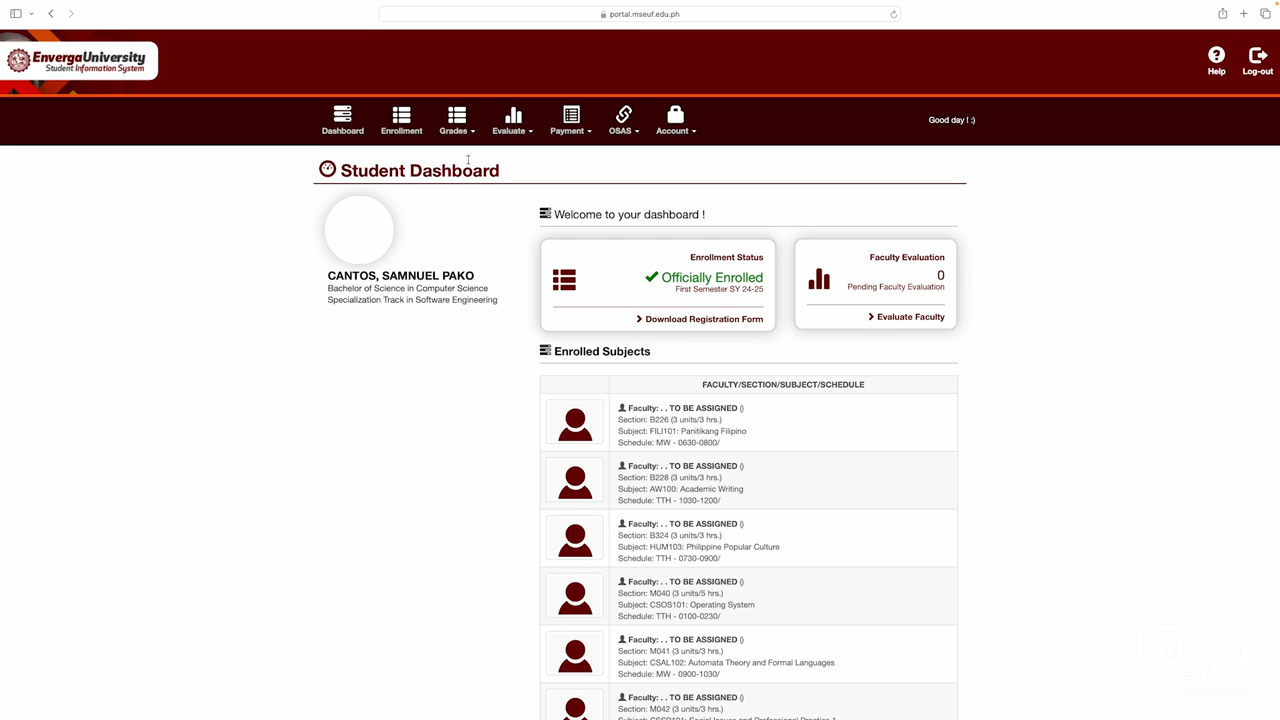 portal.mseuf.edu.ph
EnvergaUniversity
Student Information System
Help
Log-out
Dashboard
Enrollment
Grades
Evaluate
Payment
OSAS
Account
Good day ! :)
Student Dashboard
CANTOS, SAMNUEL PAKO
Bachelor of Science in Computer Science
Specialization Track in Software Engineering
Welcome to your dashboard !
Enrollment Status
Officially Enrolled
First Semester SY 24-25
Download Registration Form
Faculty Evaluation
0
Pending Faculty Evaluation
Evaluate Faculty
Enrolled Subjects
FACULTY/SECTION/SUBJECT/SCHEDULE
Faculty: . . TO BE ASSIGNED ()
Section: B226 (3 units/3 hrs.)
Subject: FILI101: Panitikang Filipino
Schedule: MW - 0630-0800/
Faculty: . . TO BE ASSIGNED ()
Section: B228 (3 units/3 hrs.)
Subject: AW100: Academic Writing
Schedule: TTH - 1030-1200/
Faculty: . . TO BE ASSIGNED ()
Section: B324 (3 units/3 hrs.)
Subject: HUM103: Philippine Popular Culture
Schedule: TTH - 0730-0900/
Faculty: . . TO BE ASSIGNED ()
Section: M040 (3 units/5 hrs.)
Subject: CSOS101: Operating System
Schedule: TTH - 0100-0230/
Faculty: . . TO BE ASSIGNED ()
Section: M041 (3 units/3 hrs.)
Subject: CSAL102: Automata Theory and Formal Languages
Schedule: MW - 0900-1030/
Faculty: . . TO BE ASSIGNED ()
Section: M042 (3 units/3 hrs.)